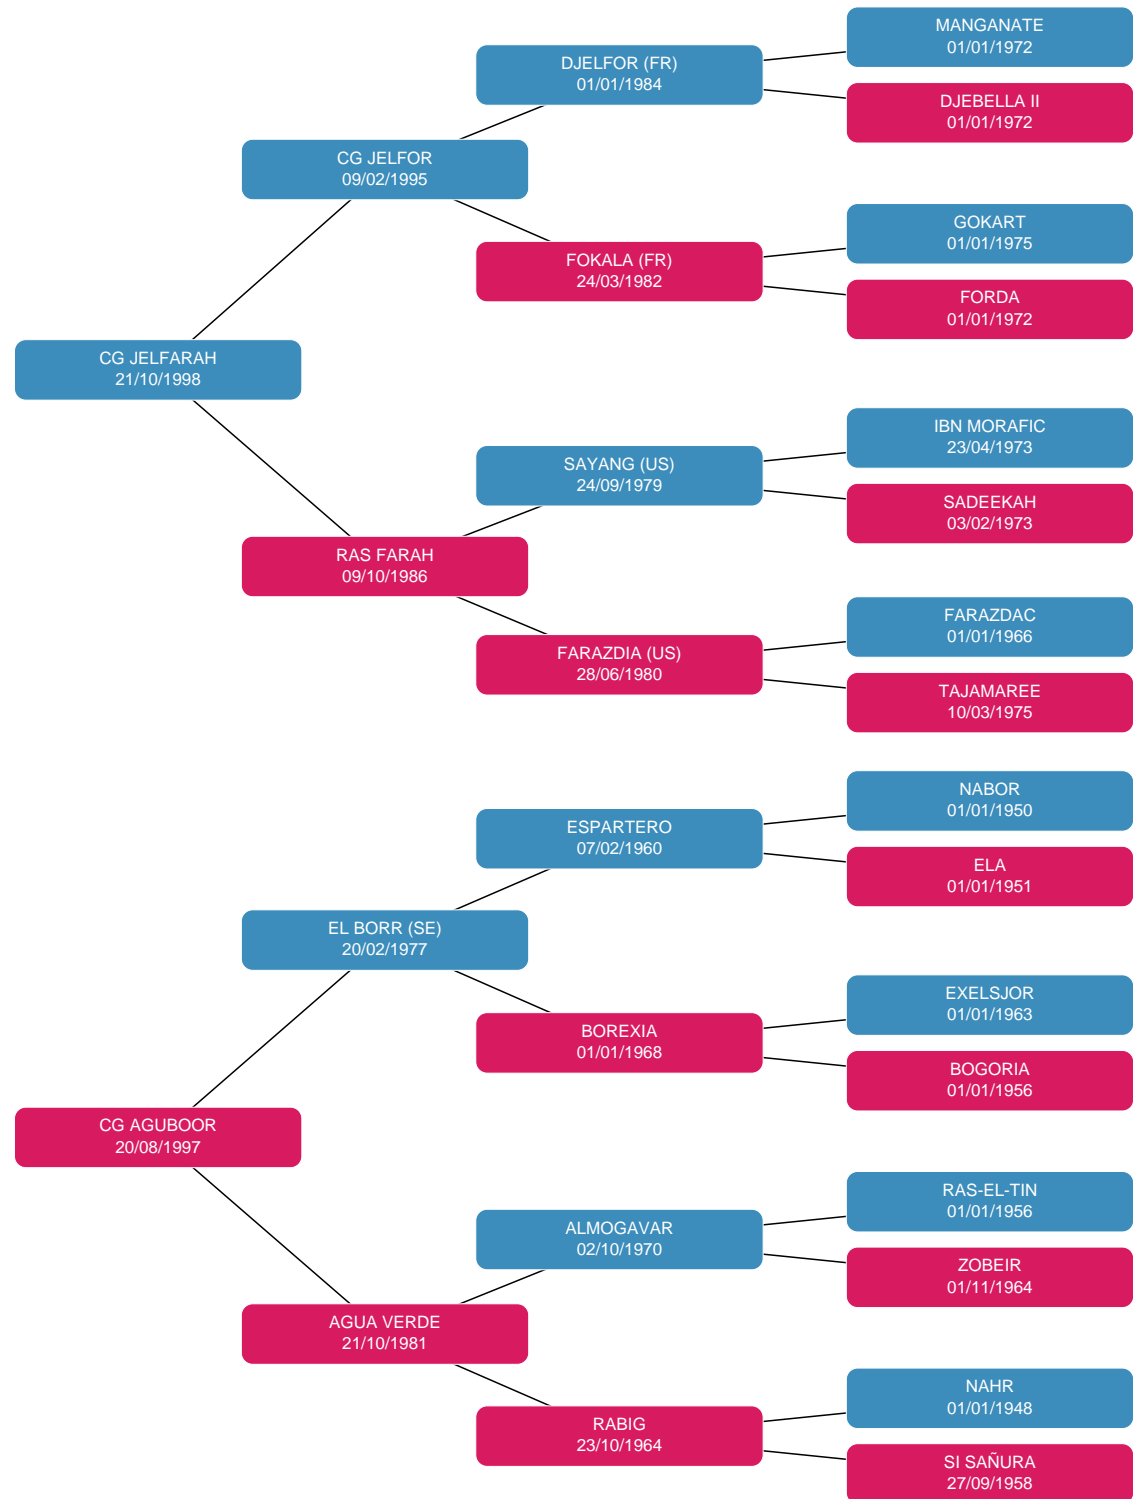 MANGANATE
01/01/1972
DJELFOR (FR)
01/01/1984
DJEBELLA II
01/01/1972
CG JELFOR
09/02/1995
GOKART
01/01/1975
FOKALA (FR)
24/03/1982
FORDA
01/01/1972
CG JELFARAH
21/10/1998
IBN MORAFIC
23/04/1973
SAYANG (US)
24/09/1979
SADEEKAH
03/02/1973
RAS FARAH
09/10/1986
FARAZDAC
01/01/1966
FARAZDIA (US)
28/06/1980
TAJAMAREE
10/03/1975
NABOR
01/01/1950
ESPARTERO
07/02/1960
ELA
01/01/1951
EL BORR (SE)
20/02/1977
EXELSJOR
01/01/1963
BOREXIA
01/01/1968
BOGORIA
01/01/1956
CG AGUBOOR
20/08/1997
RAS-EL-TIN
01/01/1956
ALMOGAVAR
02/10/1970
ZOBEIR
01/11/1964
AGUA VERDE
21/10/1981
NAHR
01/01/1948
RABIG
23/10/1964
SI SAÑURA
27/09/1958